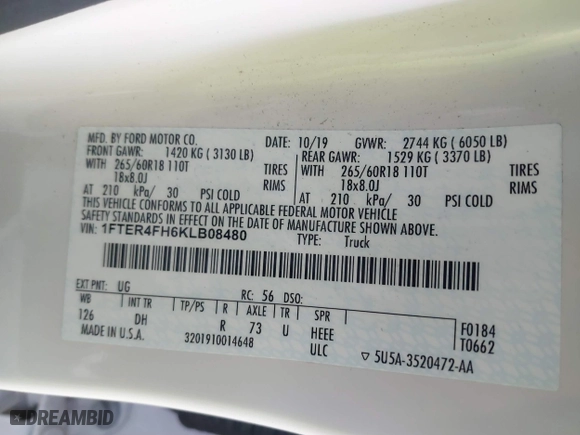 MFD. BY FORD MOTOR CO.
DATE: 10/19 GVWR: 2744 KG ( 6050 LB)
FRONT GAWR: 1420 KG ( 3130 LB) REAR GAWR: 1529 KG ( 3370 LB)
WITH 265/60R18 110T TIRES WITH 265/60R18 110T TIRES
18x8.0J RIMS 18x8.0J RIMS
AT 210 kPa/ 30 PSI COLD AT 210 kPa/ 30 PSI COLD
THIS VEHICLE CONFORMS TO ALL APPLICABLE FEDERAL MOTOR VEHICLE
SAFETY STANDARDS IN EFFECT ON THE DATE OF MANUFACTURE SHOWN ABOVE.
VIN: 1FTER4FH6KLB08480
TYPE: Truck
EXT PNT: UG RC: 56 DSO:
WB INT TR TP/PS R AXLE TR SPR
126 DH R 73 U HEEE
ULC
F0184
T0662
MADE IN U.S.A. 3201910014648
▽ 5U5A-3520472-AA
DREAMBID